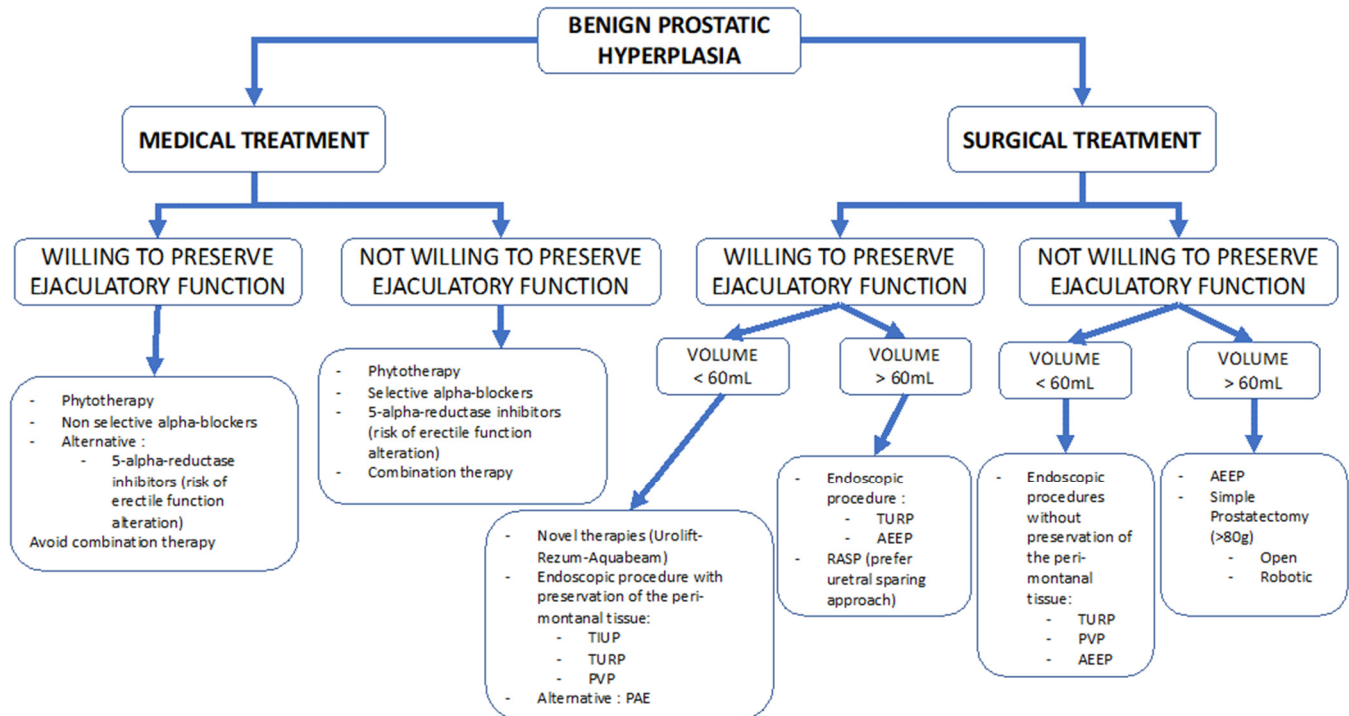 BENIGN PROSTATIC
HYPERPLASIA
MEDICAL TREATMENT
SURGICAL TREATMENT
WILLING TO PRESERVE
EJACULATORY FUNCTION
NOT WILLING TO PRESERVE
EJACULATORY FUNCTION
WILLING TO PRESERVE
EJACULATORY FUNCTION
NOT WILLING TO PRESERVE
EJACULATORY FUNCTION
VOLUME
< 60mL
VOLUME
> 60mL
VOLUME
< 60mL
VOLUME
> 60mL
- Phytotherapy
- Non selective alpha-blockers
- Alternative :
- 5-alpha-reductase
inhibitors (risk of
erectile function
alteration)
Avoid combination therapy
- Phytotherapy
- Selective alpha-blockers
- 5-alpha-reductase inhibitors
(risk of erectile function
alteration)
- Combination therapy
- Novel therapies (Urolift-
Rezum-Aquabeam)
- Endoscopic procedure with
preservation of the peri-
montanal tissue:
- TIUP
- TURP
- PVP
- Alternative : PAE
- Endoscopic
procedure :
- TURP
- AEEP
- RASP (prefer
uretral sparing
approach)
- Endoscopic
procedures
without
preservation of
the peri-
montanal
tissue:
- TURP
- PVP
- AEEP
- AEEP
- Simple
Prostatectomy
(>80g)
- Open
- Robotic